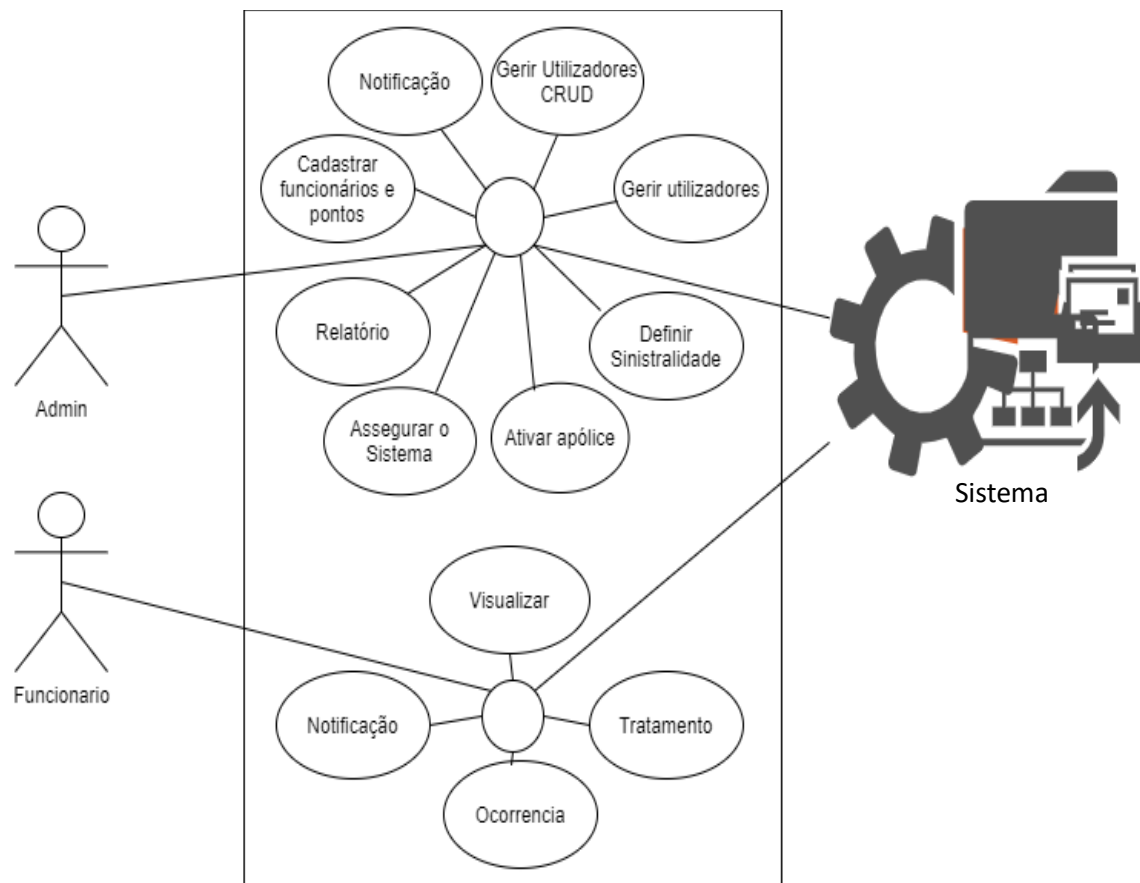 Notificação
Gerir Utilizadores
CRUD
Cadastrar
funcionários e
pontos
Gerir utilizadores
Relatório
Definir
Sinistralidade
Admin
Assegurar o
Sistema
Ativar apólice
Sistema
Visualizar
Funcionario
Notificação
Tratamento
Ocorrencia